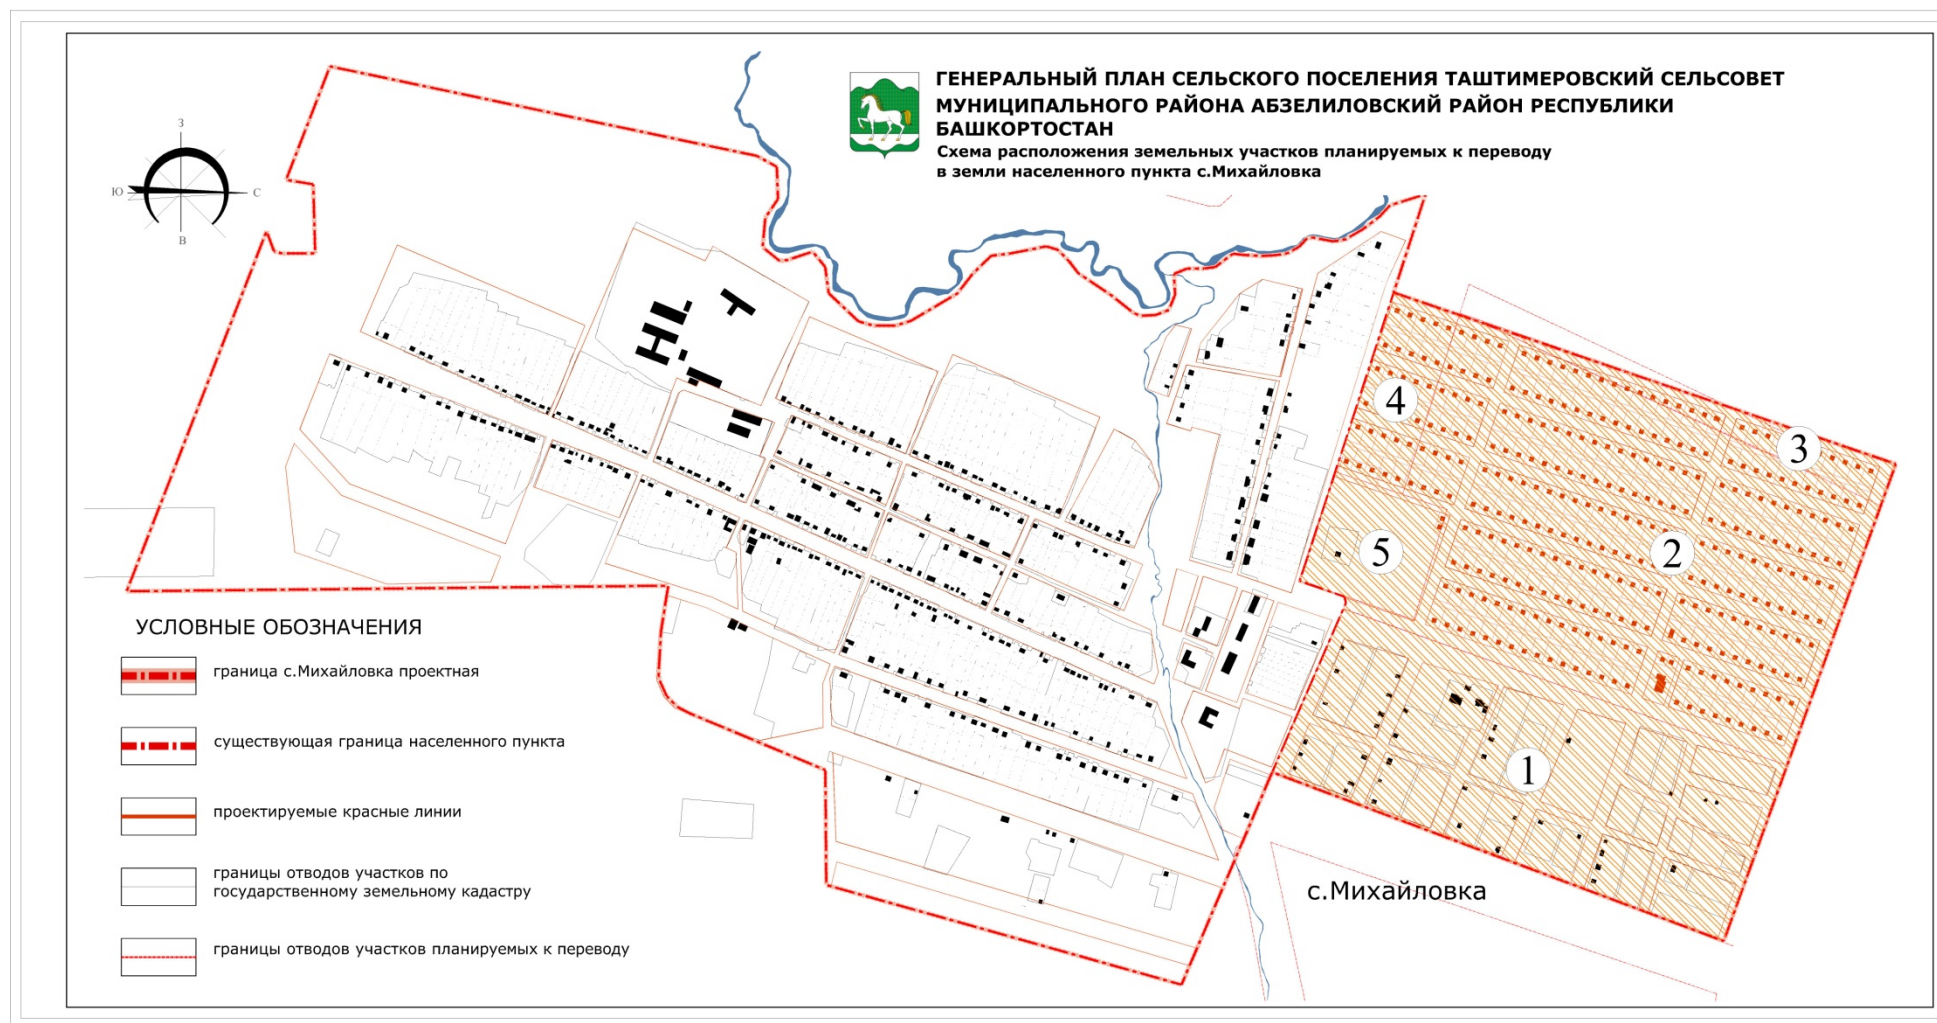 ГЕНЕРАЛЬНЫЙ ПЛАН СЕЛЬСКОГО ПОСЕЛЕНИЯ ТАШТИМЕРОВСКИЙ СЕЛЬСОВЕТ
МУНИЦИПАЛЬНОГО РАЙОНА АБЗЕЛИЛОВСКИЙ РАЙОН РЕСПУБЛИКИ
БАШКОРТОСТАН
Схема расположения земельных участков планируемых к переводу
в земли населенного пункта с.Михайловка
З
Ю
С
В
4
3
5
2
1
УСЛОВНЫЕ ОБОЗНАЧЕНИЯ
граница с.Михайловка проектная
существующая граница населенного пункта
проектируемые красные линии
границы отводов участков по
государственному земельному кадастру
границы отводов участков планируемых к переводу
с.Михайловка